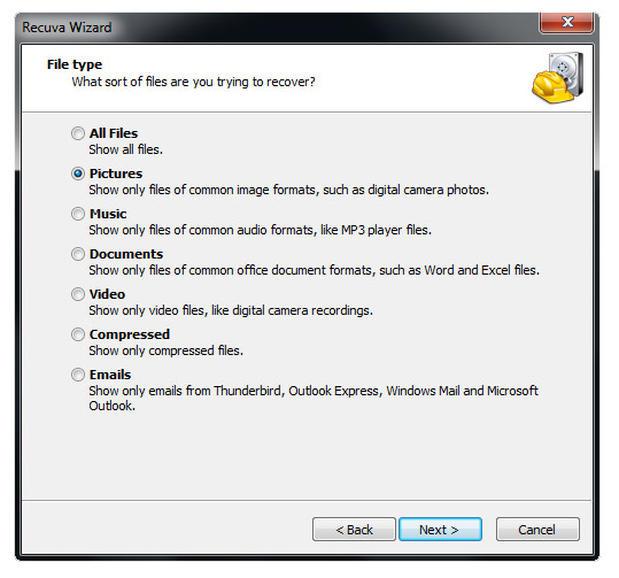 Recuva Wizard
File type
What sort of files are you trying to recover?
All Files
Show all files.
Pictures
Show only files of common image formats, such as digital camera photos.
Music
Show only files of common audio formats, like MP3 player files.
Documents
Show only files of common office document formats, such as Word and Excel files.
Video
Show only video files, like digital camera recordings.
Compressed
Show only compressed files.
Emails
Show only emails from Thunderbird, Outlook Express, Windows Mail and Microsoft
Outlook.
< Back Next > Cancel